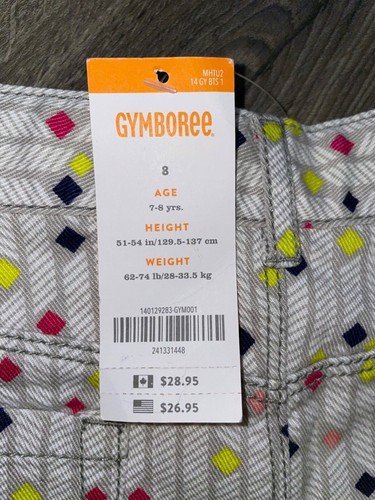 MHTU2
14 GY BTS 1
GYMBOREE.
8
AGE
7-8 yrs.
HEIGHT
51-54 in/129.5-137 cm
WEIGHT
62-74 lb/28-33.5 kg
140129283-GYM001
241331448
$28.95
$26.95